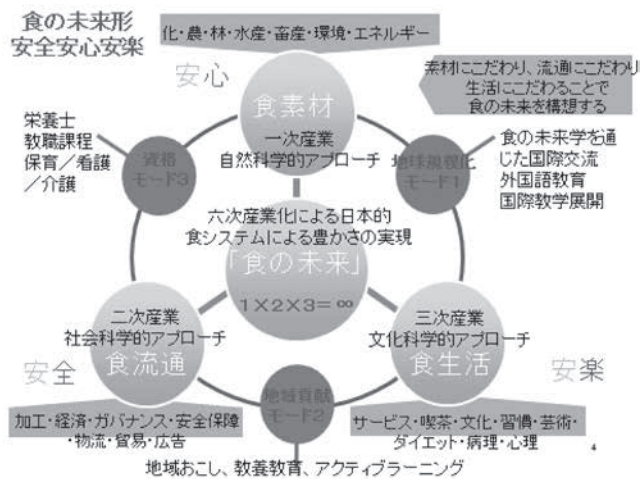 食の未来形
安全安心安楽
化・農・林・水産・畜産・環境・エネルギー
素材にこだわり、流通にこだわり
生活にこだわることで
食の未来を構想する
安心
食素材
一次産業
自然科学的アプローチ
栄養士
教職課程
保育/看護
/介護
資格
モード3
地球規模化
モード1
食の未来学を通
じた国際交流
外国語教育
国際教学展開
六次産業化による日本的
食システムによる豊かさの実現
「食の未来」
1X2X3=∞
二次産業
社会科学的アプローチ
食流通
三次産業
文化科学的アプローチ
食生活
安全
安楽
地域貢献
モード2
加工・経済・ガバナンス・安全保障
・物流・貿易・広告
サービス・喫茶・文化・習慣・芸術・
ダイエット・病理・心理
4
地域おこし、教養教育、アクティブラーニング